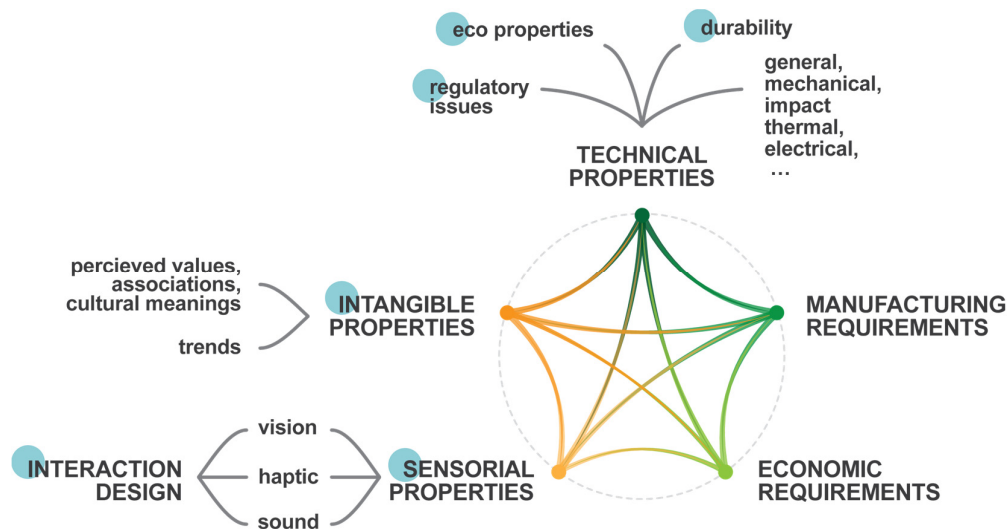 eco properties
durability
regulatory
issues
general,
mechanical,
impact
thermal,
electrical,
...
TECHNICAL
PROPERTIES
percieved values,
associations,
cultural meanings
trends
INTANGIBLE
PROPERTIES
MANUFACTURING
REQUIREMENTS
INTERACTION
DESIGN
vision
haptic
sound
SENSORIAL
PROPERTIES
ECONOMIC
REQUIREMENTS